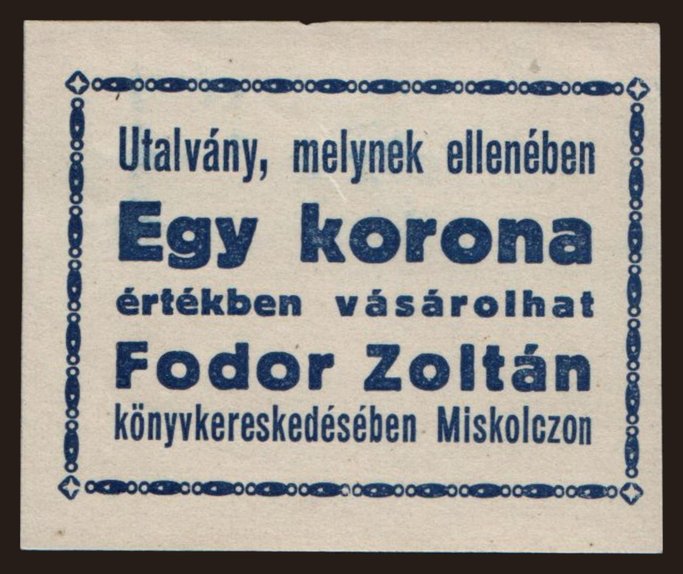 Utalvány, melynek ellenében
Egy korona
értékben vásárolhat
Fodor Zoltán
könyvkereskedésében Miskolczon